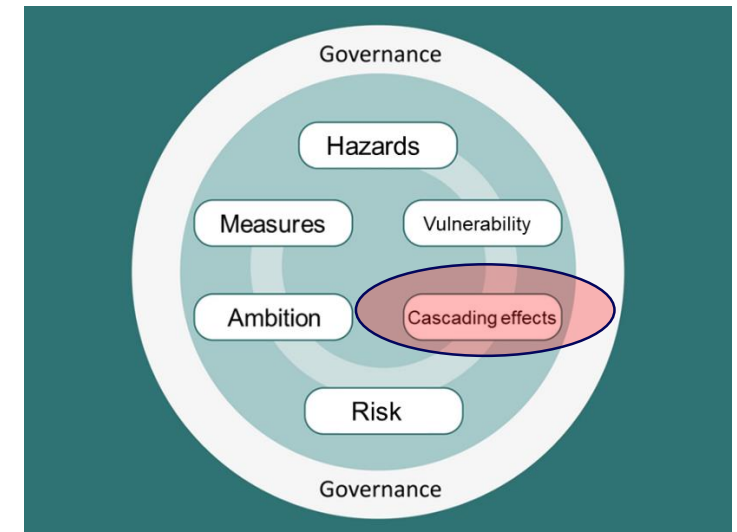 Governance
Hazards
Measures
Vulnerability
Ambition
Cascading effects
Risk
Governance